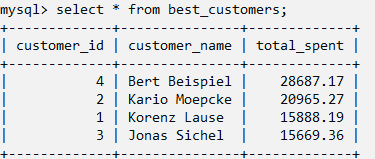 mysql> select * from best_customers;
+-------------+---------------+-------------+
| customer_id | customer_name | total_spent |
+-------------+---------------+-------------+
|           4 | Bert Beispiel |    28687.17 |
|           2 | Kario Moepcke |    20965.27 |
|           1 | Korenz Lause  |    15888.19 |
|           3 | Jonas Sichel  |    15669.36 |
+-------------+---------------+-------------+